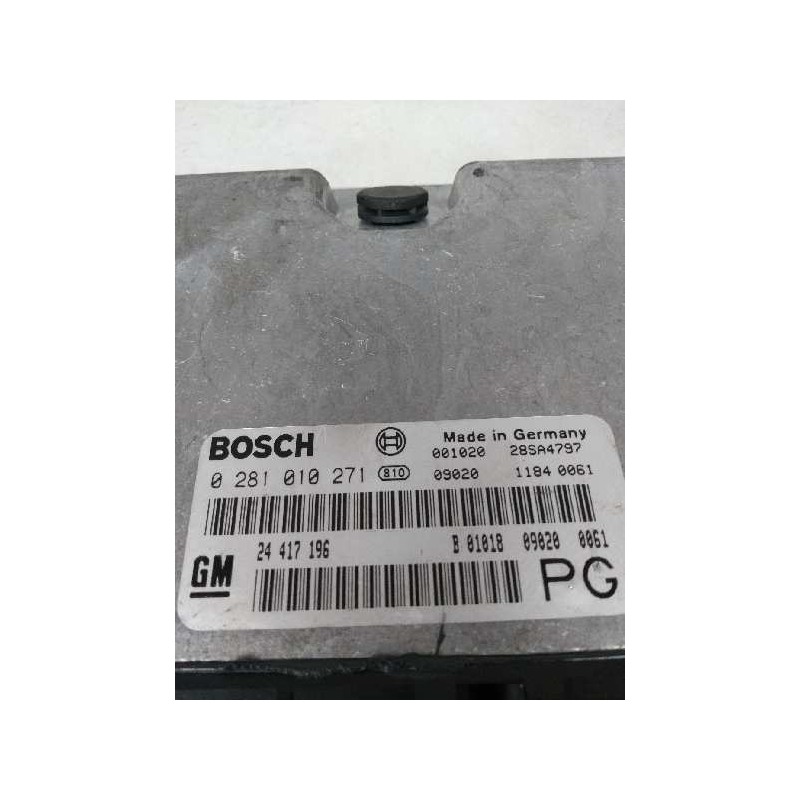 BOSCH Made in Germany
001020 28SA4797
0 281 010 271 810 09020 1184 0061
24 417 196 B 01018 09020 0061
GM PG